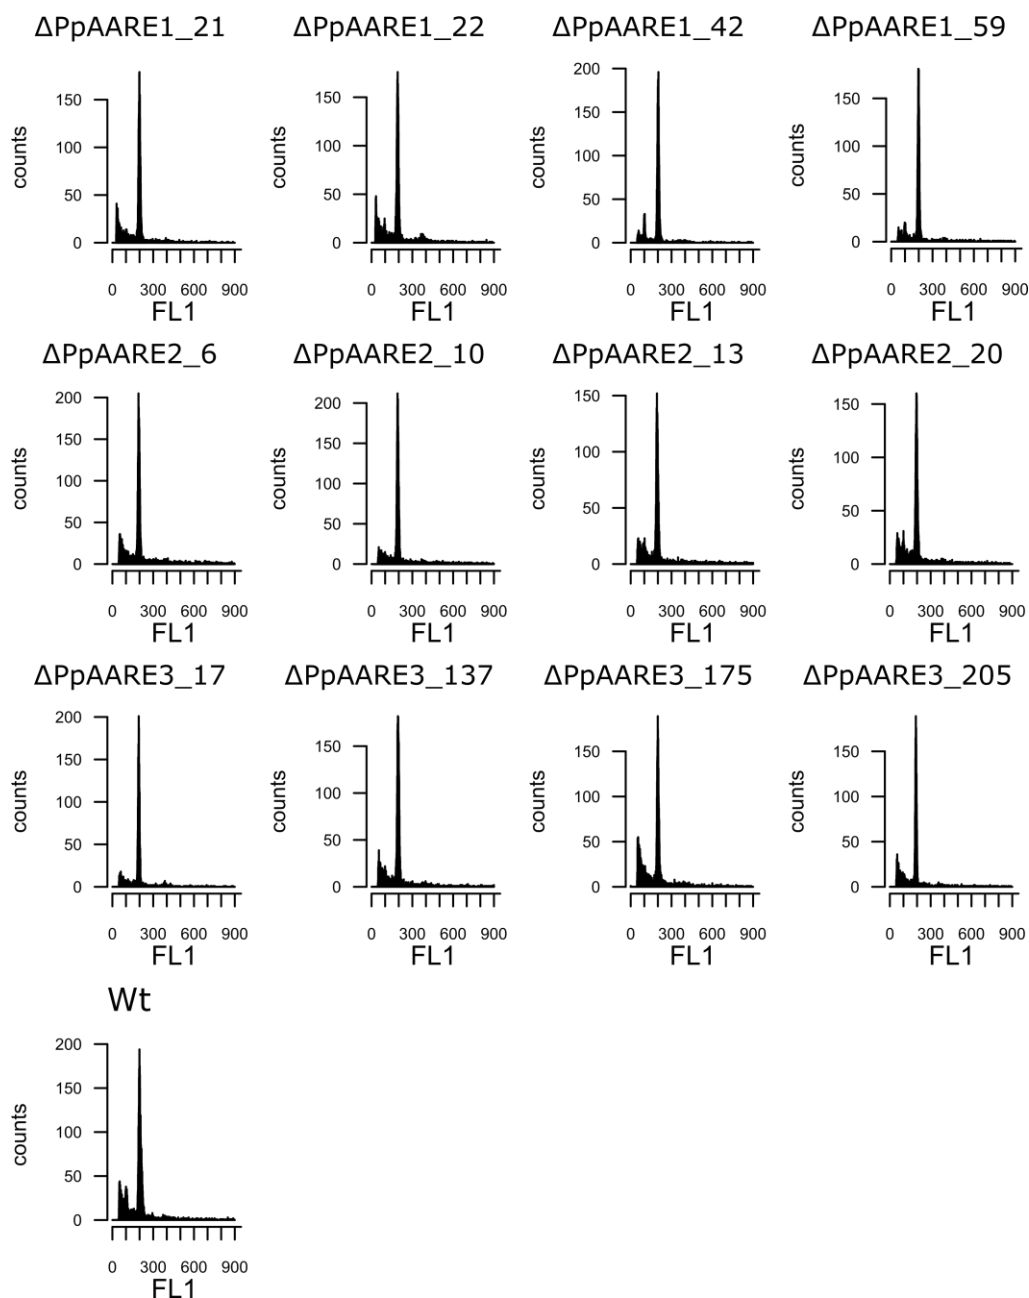 ΔPpAARE1_21 ΔPpAARE1_22 ΔPpAARE1_42 ΔPpAARE1_59
counts 150 100 50 0 counts 150 100 50 0 counts 200 150 100 50 0 counts 150 100 50 0
0 300 600 900 0 300 600 900 0 300 600 900 0 300 600 900
FL1 FL1 FL1 FL1
ΔPpAARE2_6 ΔPpAARE2_10 ΔPpAARE2_13 ΔPpAARE2_20
counts 200 150 100 50 0 counts 200 150 100 50 0 counts 150 100 50 0 counts 150 100 50 0
0 300 600 900 0 300 600 900 0 300 600 900 0 300 600 900
FL1 FL1 FL1 FL1
ΔPpAARE3_17 ΔPpAARE3_137 ΔPpAARE3_175 ΔPpAARE3_205
counts 200 150 100 50 0 counts 150 100 50 0 counts 150 100 50 0 counts 150 100 50 0
0 300 600 900 0 300 600 900 0 300 600 900 0 300 600 900
FL1 FL1 FL1 FL1
Wt
counts 200 150 100 50 0
0 300 600 900
FL1